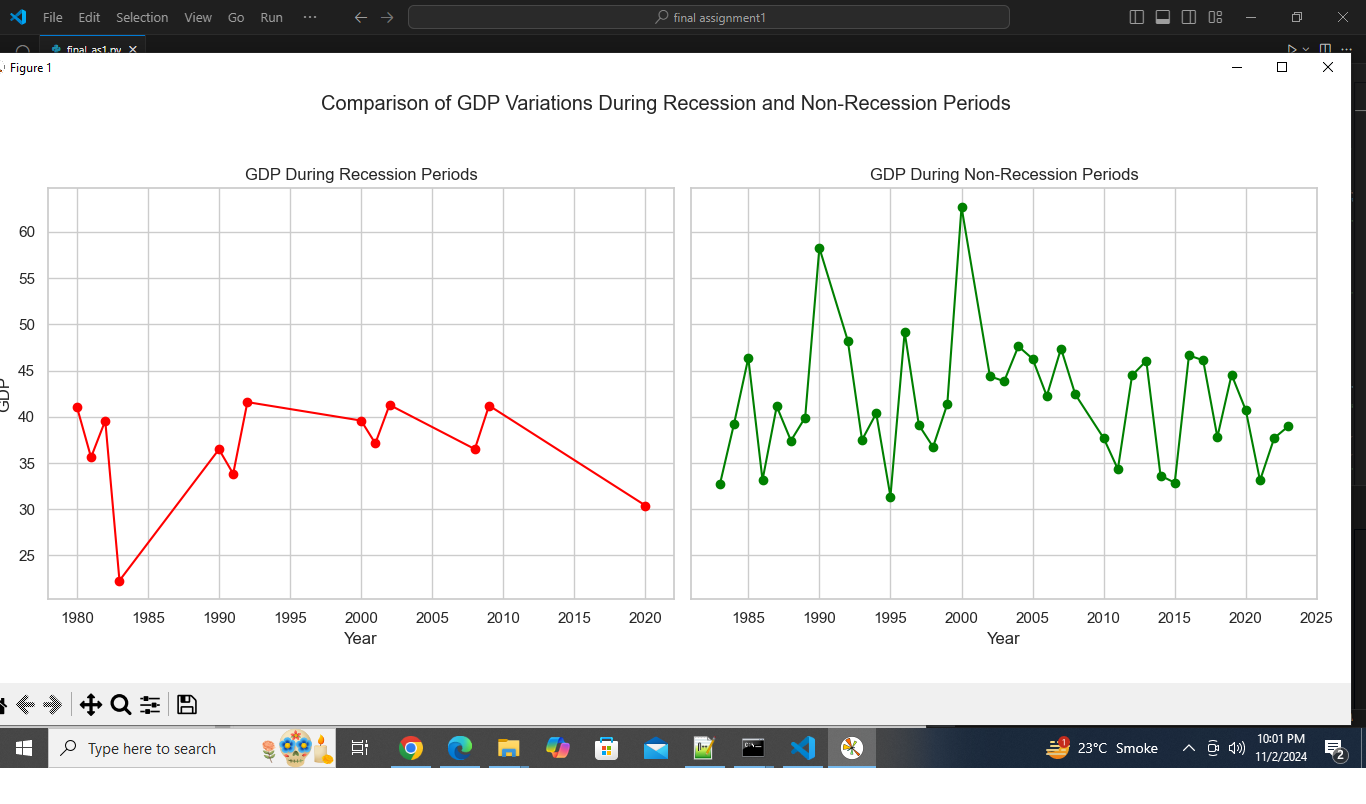 File Edit Selection View Go Run ··· final assignment1
final_as1.py
Figure 1
Comparison of GDP Variations During Recession and Non-Recession Periods
GDP During Recession Periods
GDP
60
55
50
45
40
35
30
25
1980 1985 1990 1995 2000 2005 2010 2015 2020
Year
GDP During Non-Recession Periods
1985 1990 1995 2000 2005 2010 2015 2020 2025
Year
Type here to search
1
23°C Smoke
10:01 PM
11/2/2024
2